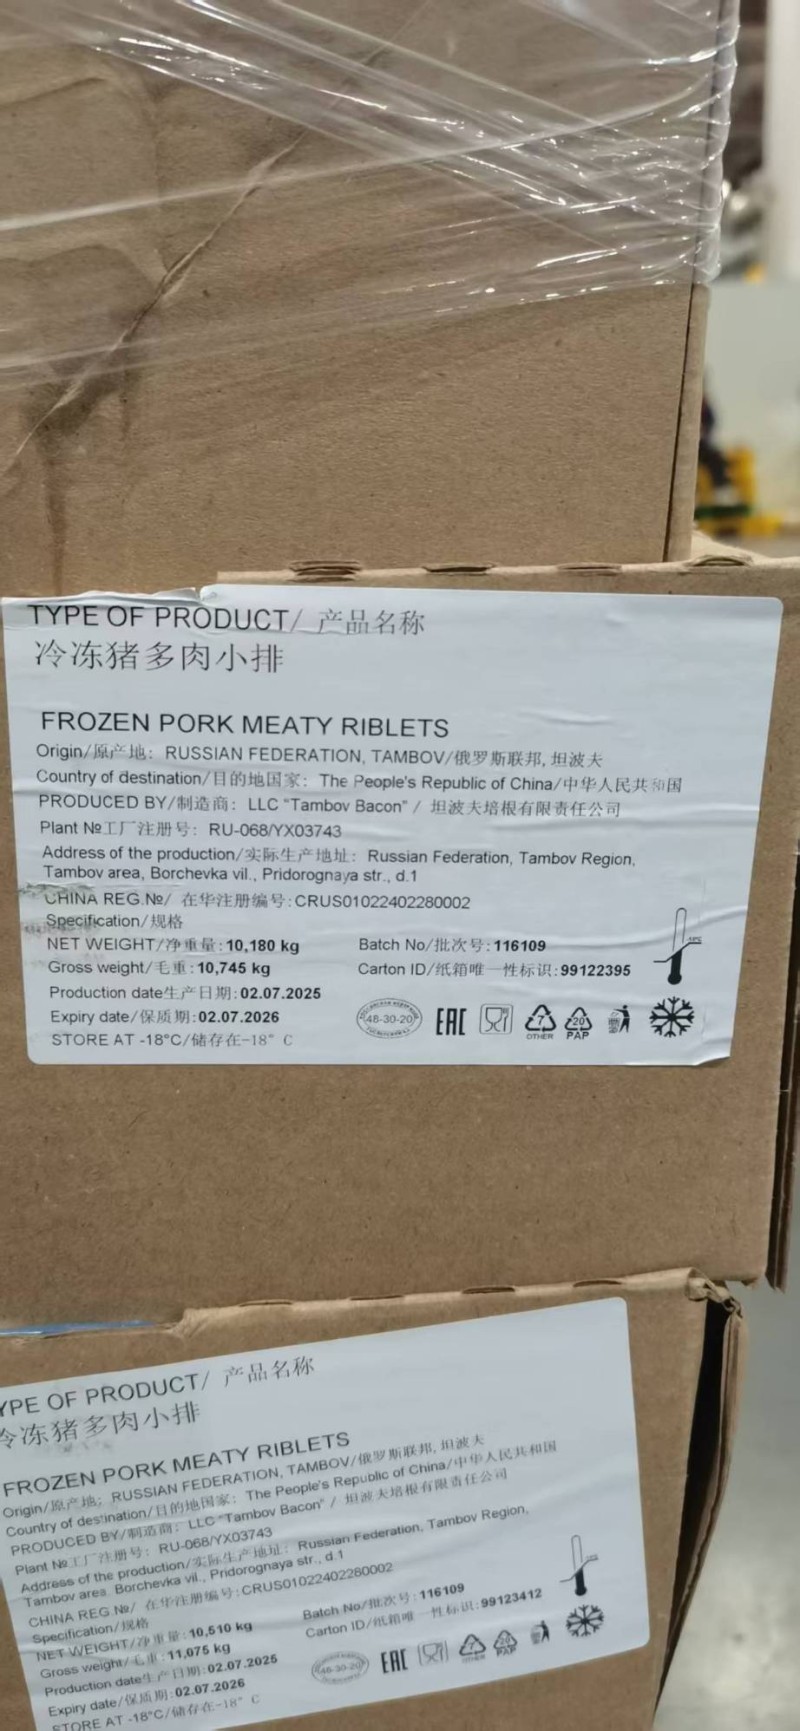 TYPE OF PRODUCT/ 产品名称
冷冻猪多肉小排
FROZEN PORK MEATY RIBLETS
Origin/原产地: RUSSIAN FEDERATION, TAMBOV/俄罗斯联邦, 坦波夫
Country of destination/目的地国家: The People's Republic of China/中华人民共和国
PRODUCED BY/制造商: LLC "Tambov Bacon" / 坦波夫培根有限责任公司
Plant №工厂注册号: RU-068/YX03743
Address of the production/实际生产地址: Russian Federation, Tambov Region,
Tambov area, Borchevka vil., Pridorognaya str., d.1
CHINA REG.№/ 在华注册编号:CRUS01022402280002
Specification/规格
NET WEIGHT/净重量: 10,180 kg Batch No/批次号: 116109
Gross weight/毛重: 10,745 kg Carton ID/纸箱唯一性标识: 99122395
Production date生产日期: 02.07.2025
Expiry date/保质期: 02.07.2026
STORE AT -18°C/储存在-18° C
48-30-20
EAC
7
OTHER
20
PAP
YPE OF PRODUCT/ 产品名称
冷冻猪多肉小排
FROZEN PORK MEATY RIBLETS
Origin/原产地: RUSSIAN FEDERATION, TAMBOV/俄罗斯联邦, 坦波夫
Country of destination/目的地国家: The People's Republic of China/中华人民共和国
PRODUCED BY/制造商: LLC "Tambov Bacon" / 坦波夫培根有限责任公司
Plant №工厂注册号: RU-068/YX03743
Address of the production/实际生产地址: Russian Federation, Tambov Region,
Tambov area, Borchevka vil., Pridorognaya str., d.1
CHINA REG.№/ 在华注册编号:CRUS01022402280002
Specification/规格
NET WEIGHT/净重量: 10,510 kg Batch No/批次号: 116109
Gross weight/毛重: 11,075 kg Carton ID/纸箱唯一性标识: 99123412
Production date生产日期: 02.07.2025
Expiry date/保质期: 02.07.2026
STORE AT -18°C/储存在-18° C
48-30-20
EAC
7
20
PAP